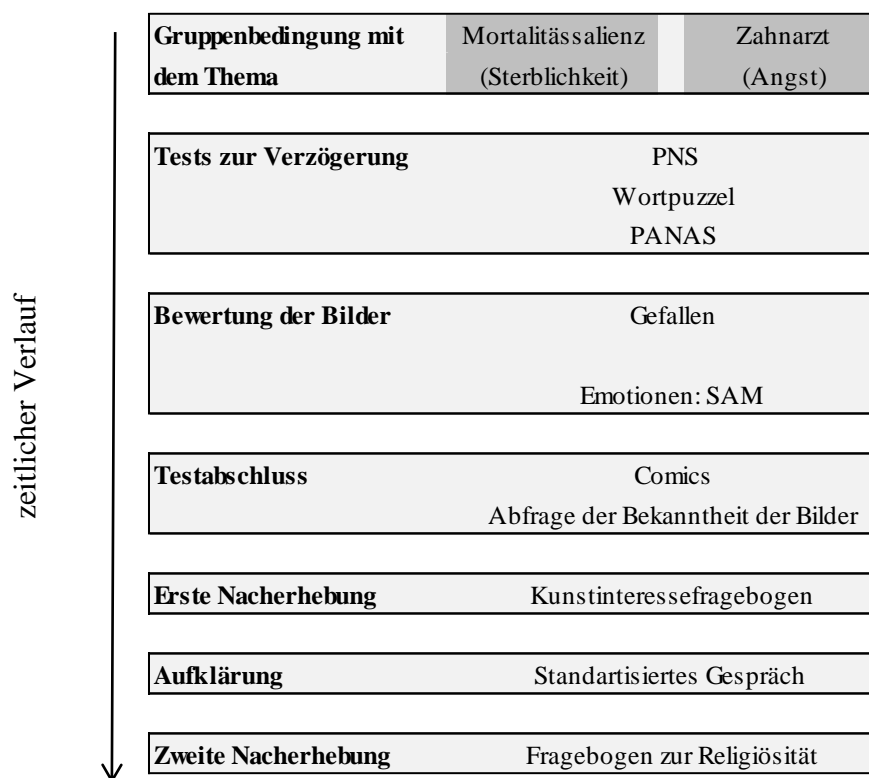 Gruppenbedingung mit Mortalitässalienz Zahnarzt
dem Thema (Sterblichkeit) (Angst)
Tests zur Verzögerung PNS
Wortpuzzel
PANAS
zeitlicher Verlauf
Bewertung der Bilder Gefallen
Emotionen: SAM
Testabschluss Comics
Abfrage der Bekanntheit der Bilder
Erste Nacherhebung Kunstinteressefragebogen
Aufklärung Standartisiertes Gespräch
Zweite Nacherhebung Fragebogen zur Religiösität